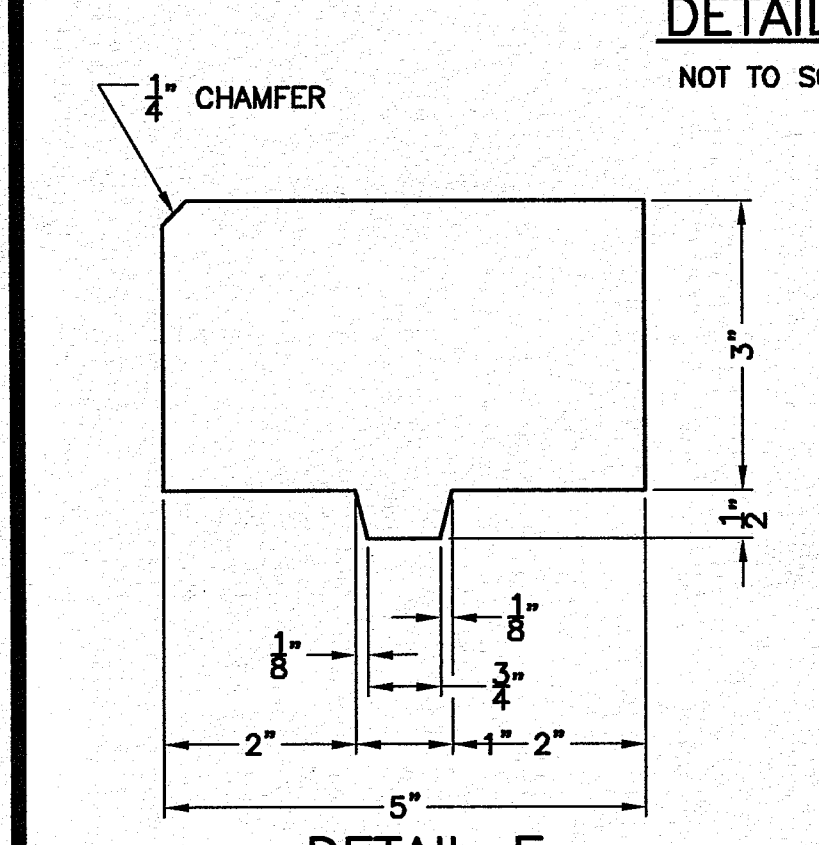 DETAIL
NOT TO
1/4" CHAMFER
3"
1/2"
1/8"
1/8"
3/4"
2" 1" 2"
5"
DETAIL E